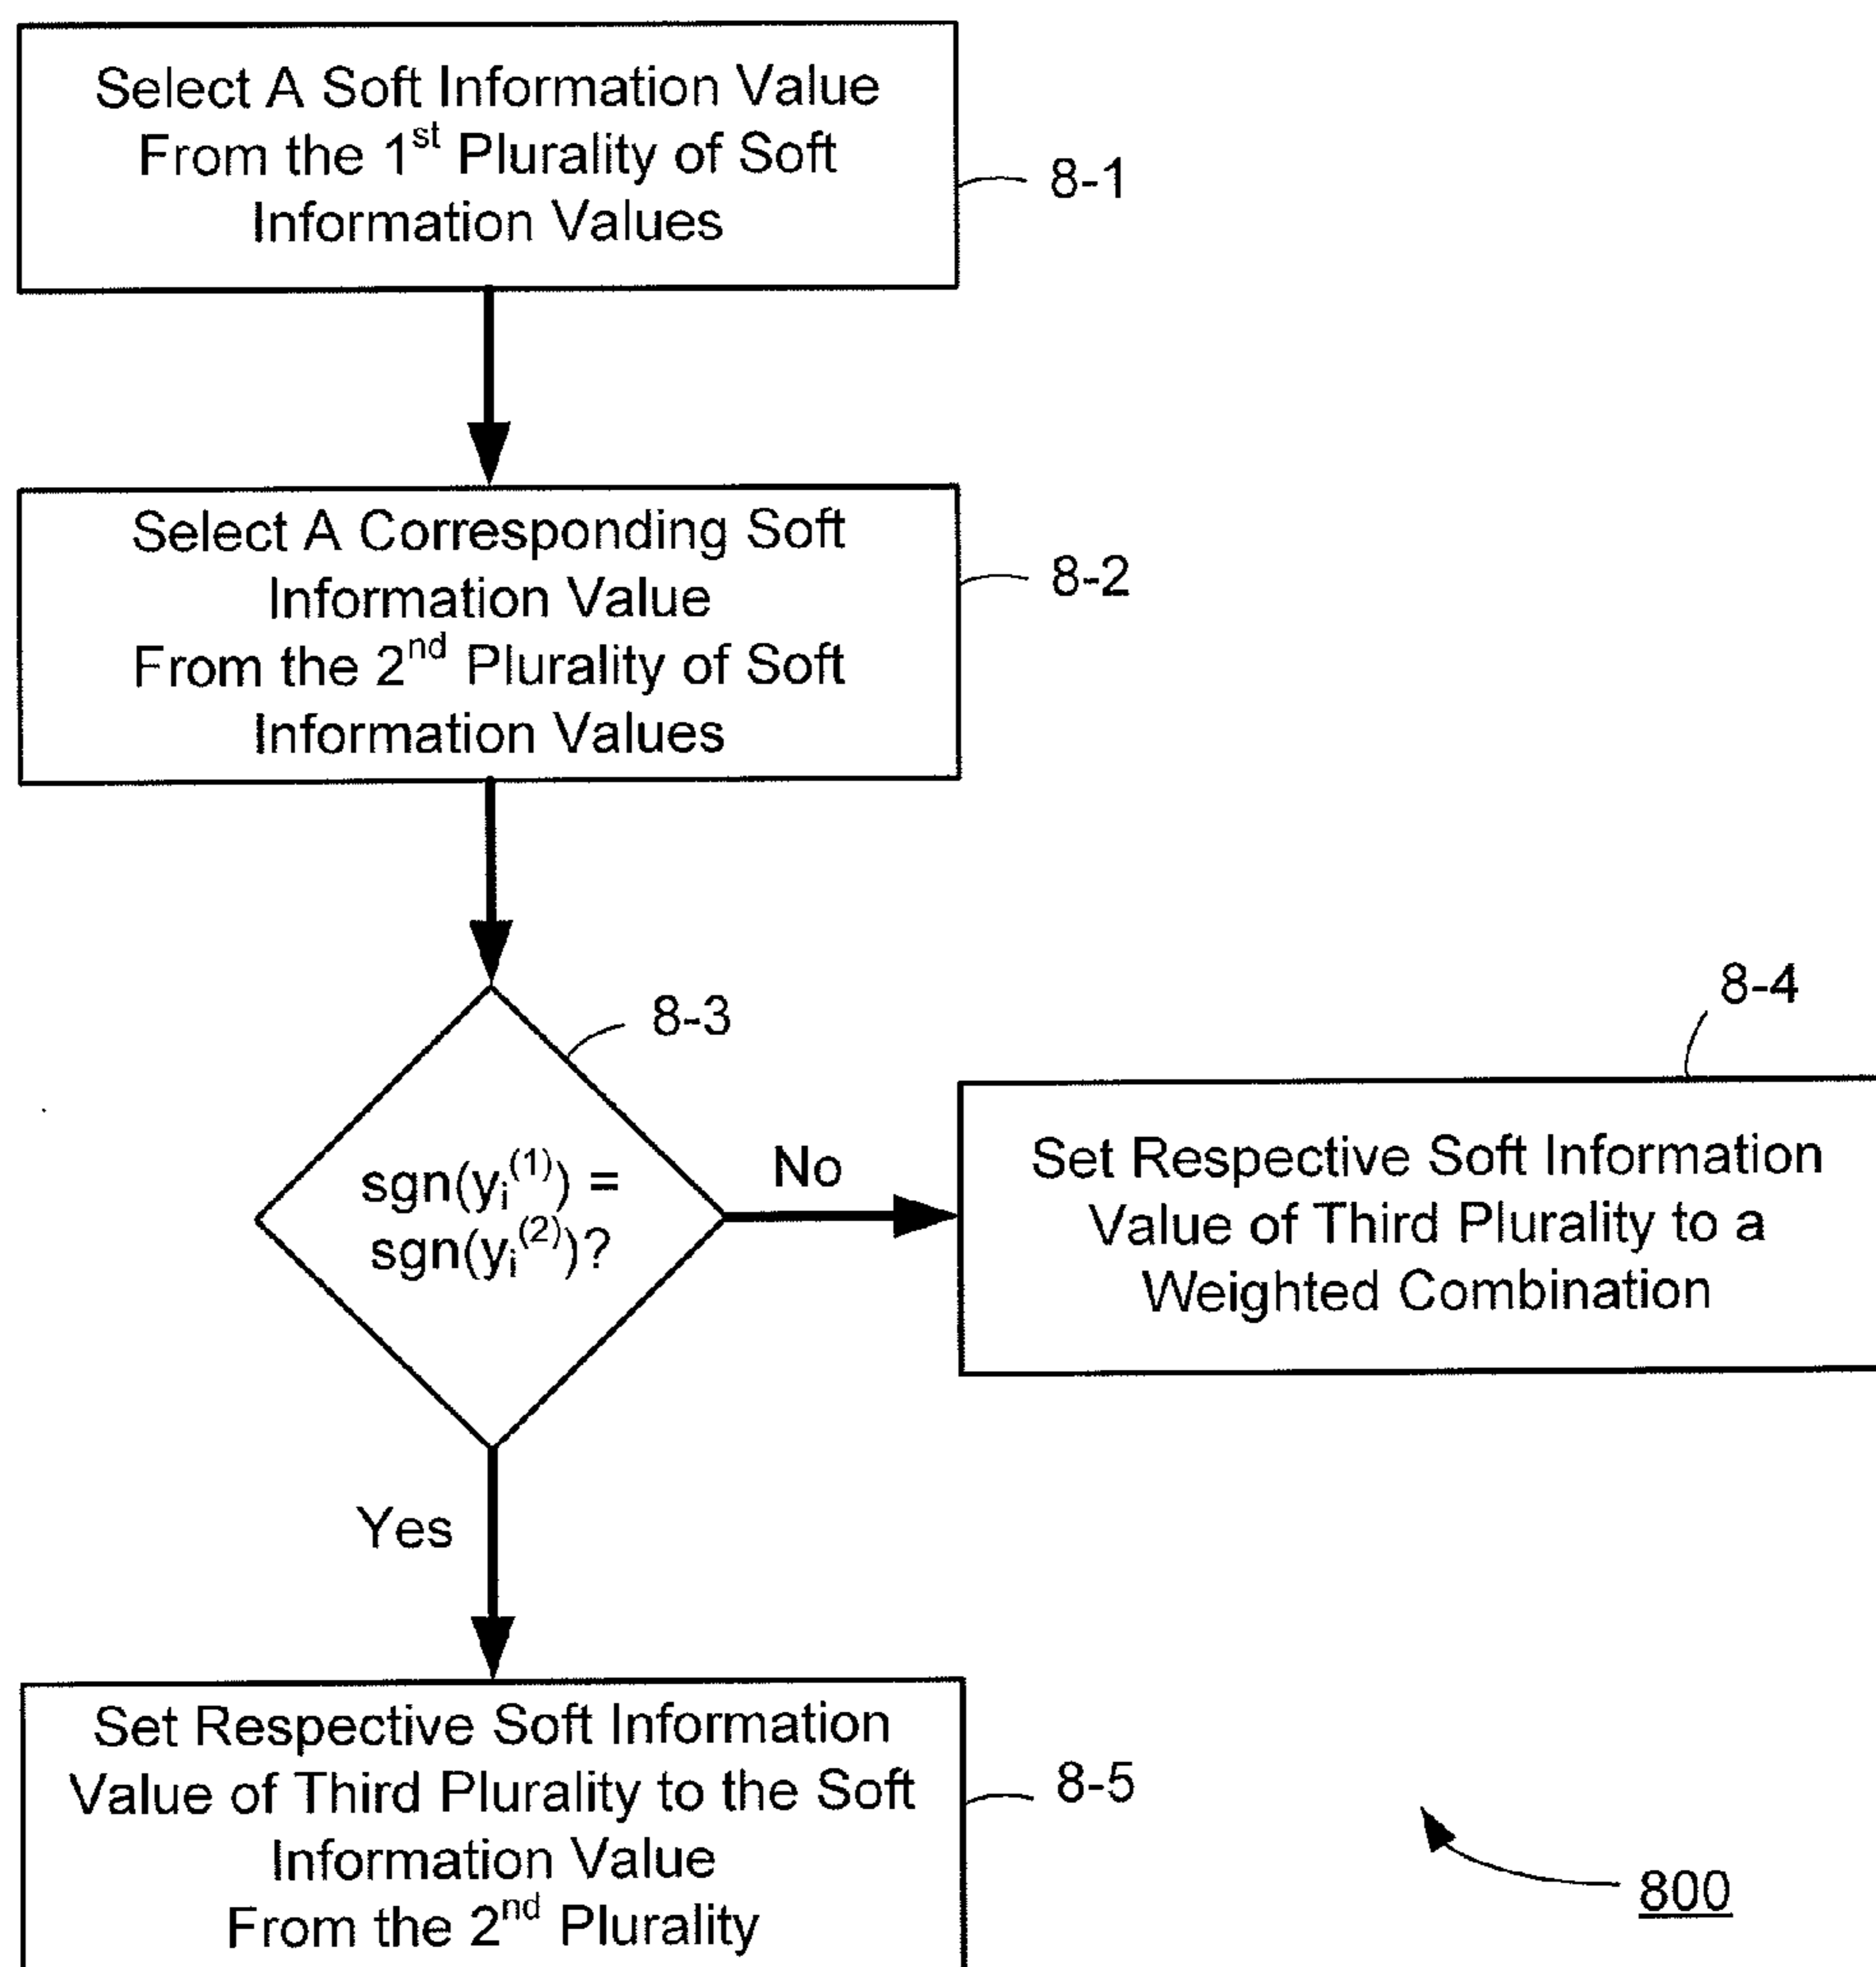 Select A Soft Information Value
From the 1st Plurality of Soft
Information Values
8-1
Select A Corresponding Soft
Information Value
From the 2nd Plurality of Soft
Information Values
8-2
8-3
sgn(yi(1)) =
sgn(yi(2))?
No
8-4
Set Respective Soft Information
Value of Third Plurality to a
Weighted Combination
Yes
Set Respective Soft Information
Value of Third Plurality to the Soft
Information Value
From the 2nd Plurality
8-5
800